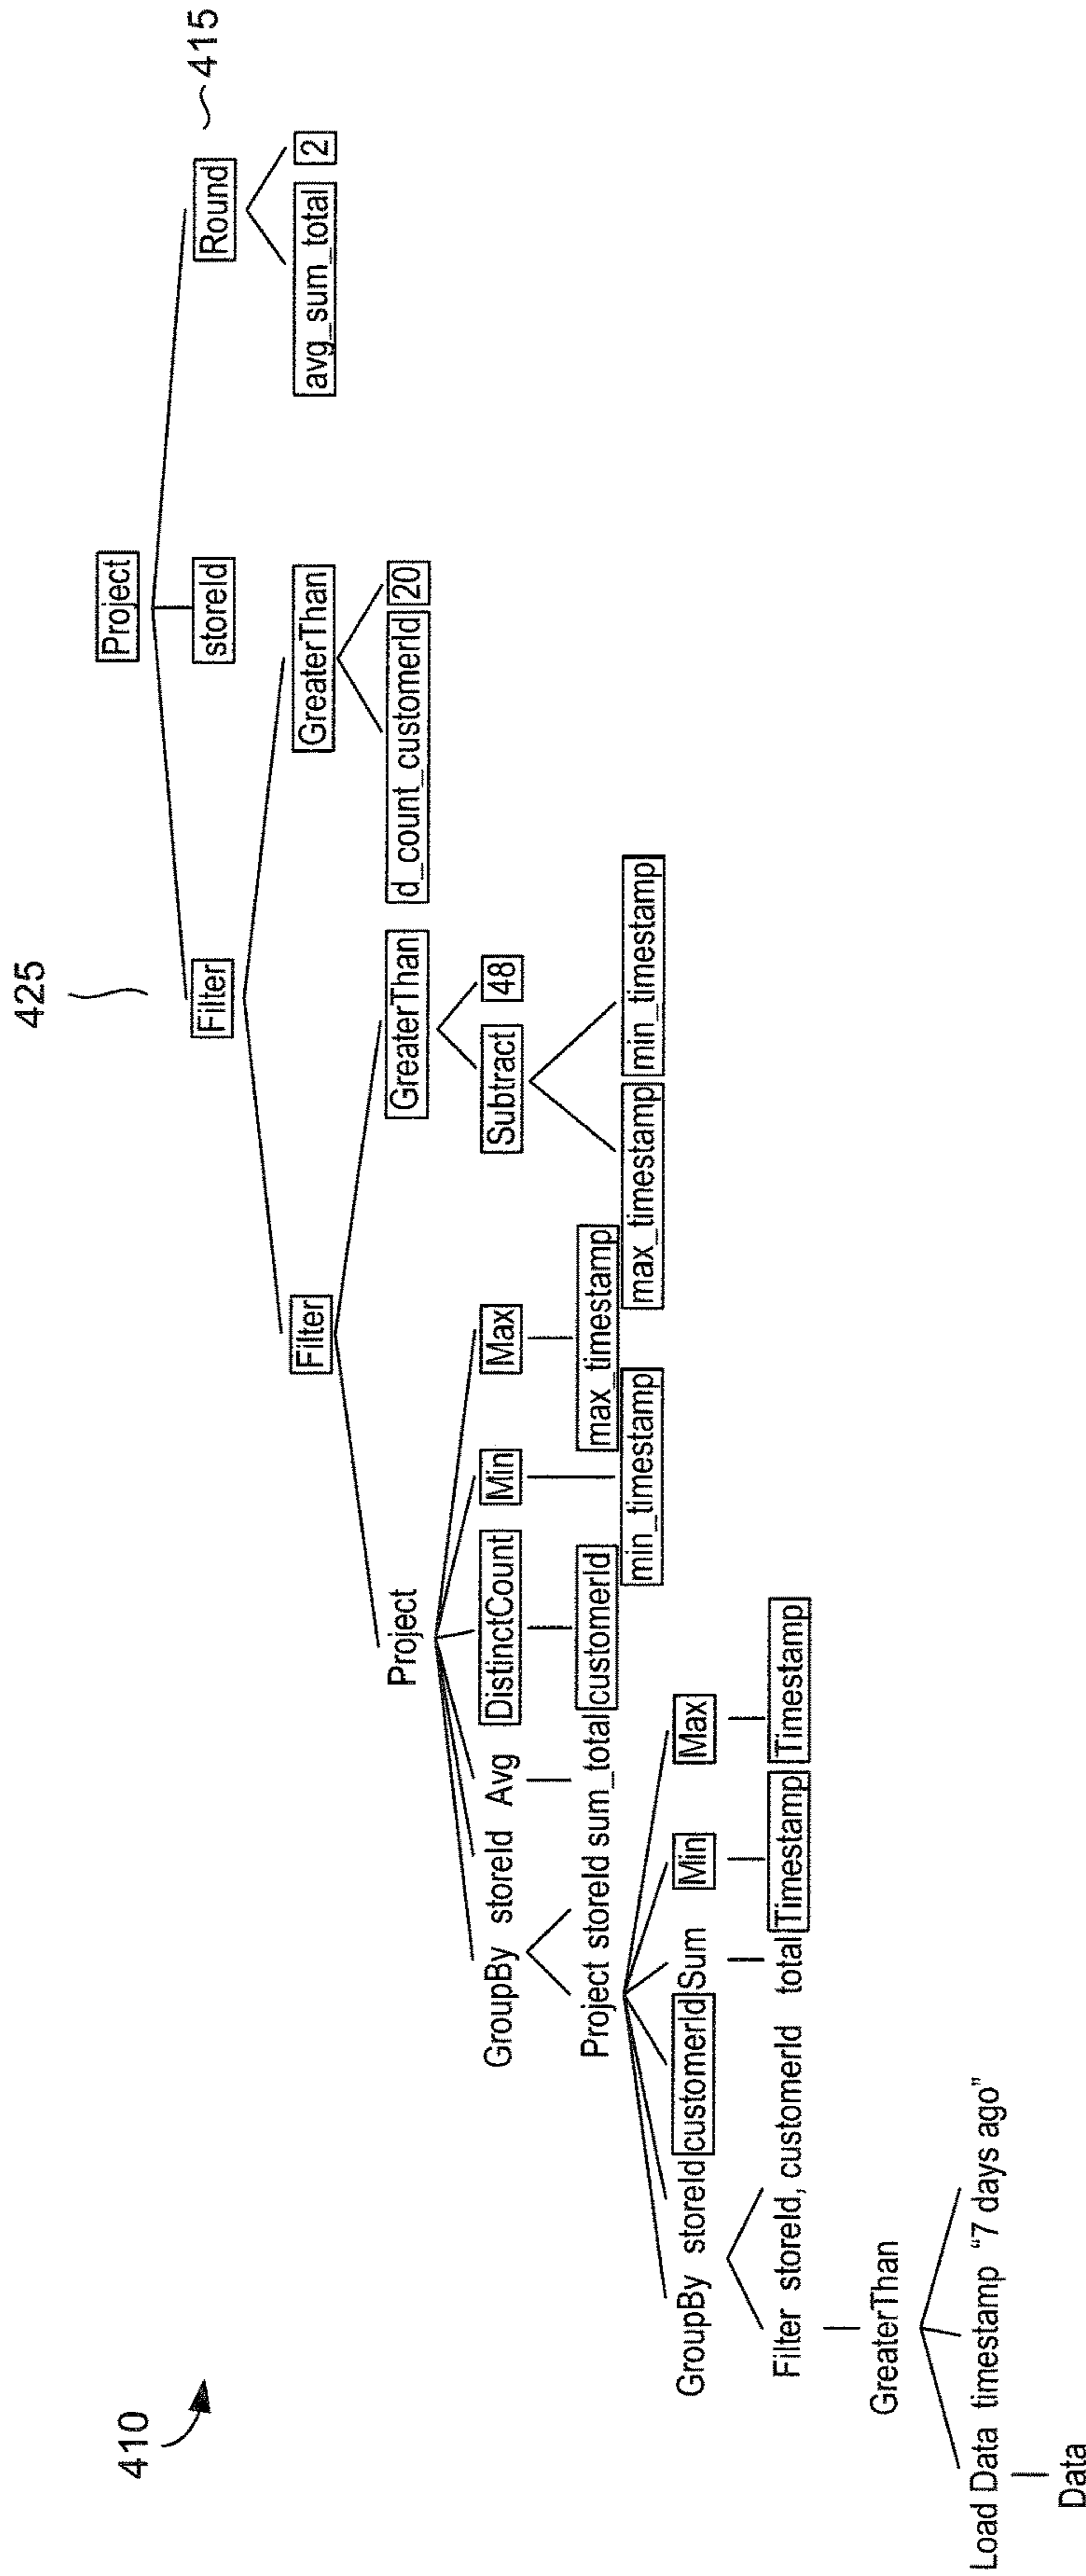 410
425
415
Project
Filter storeId Round
Filter GreaterThan avg_sum_total 2
Project GreaterThan d_count_customerId 20
GroupBy storeId Avg DistinctCount Min Max Subtract 48
Project storeId sum_total customerId max_timestamp
min_timestamp max_timestamp min_timestamp
GroupBy storeId customerId Sum Min Max
Filter storeId, customerId total Timestamp Timestamp
GreaterThan
Load Data timestamp “7 days ago”
Data